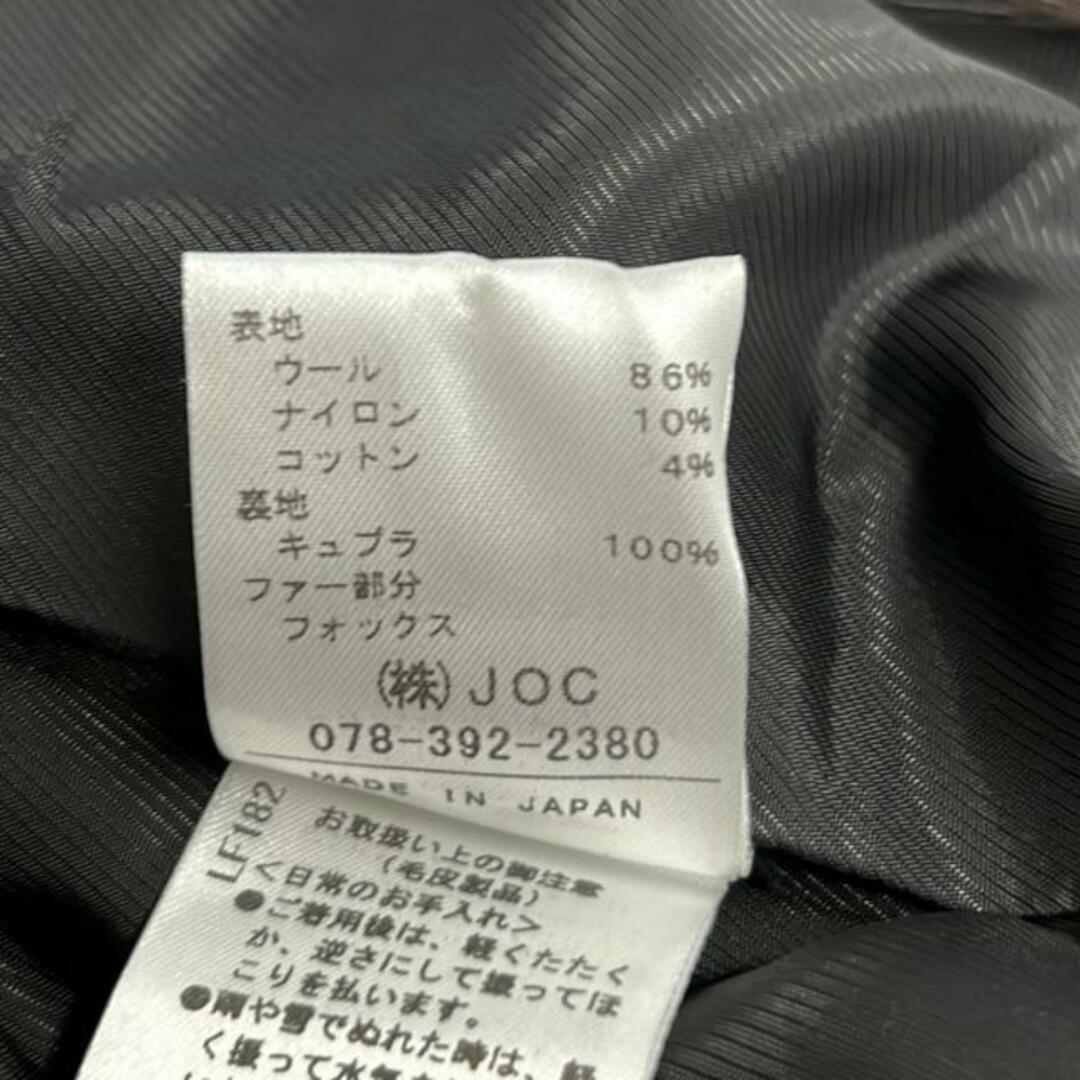 表地
ウール 86%
ナイロン 10%
コットン 4%
裏地
キュプラ 100%
ファー部分
フォックス
(株)JOC
078-392-2380
MADE IN JAPAN
LF182
お取扱い上の御注意
(毛皮製品)
<日常のお手入れ>
●ご着用後は、軽くたたく
か、逆さにして振ってほ
こりを払います。
●雨や雪でぬれた時は、軽
く振って水気を